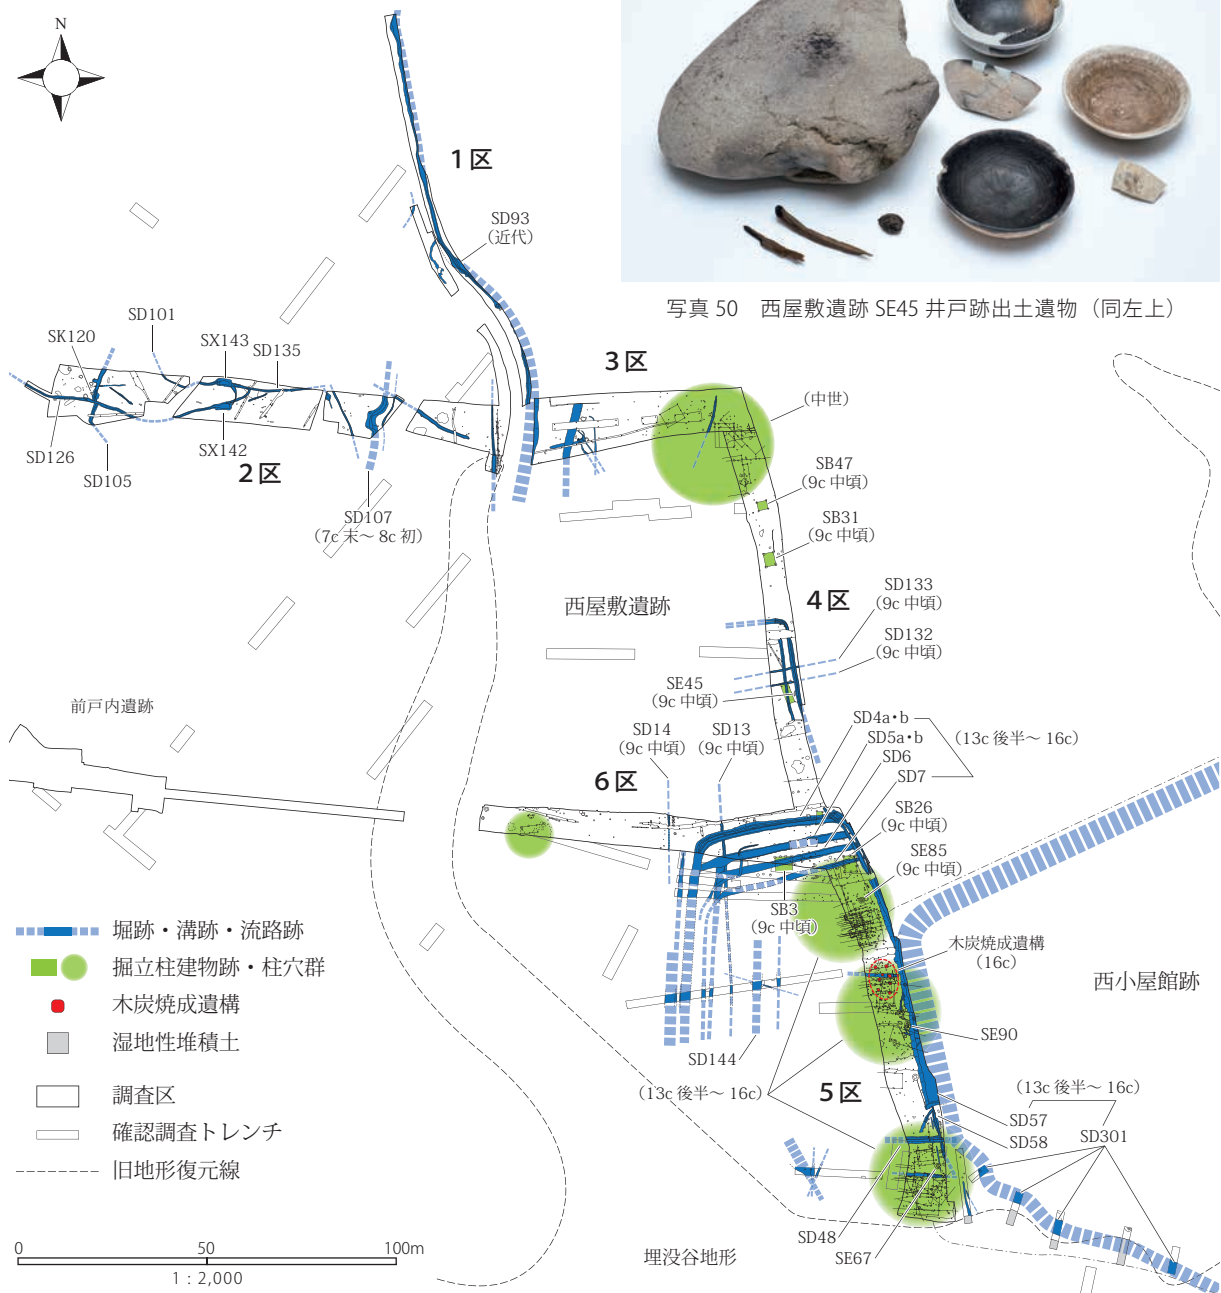 N
1区
SD93
（近代）
写真 50　西屋敷遺跡 SE45 井戸跡出土遺物（同左上）
SD101
SK120
SX143
SD135
3区
（中世）
SD126
SD105
SX142
2区
SD107
（7c 末～ 8c 初）
SB47
（9c 中頃）
SB31
（9c 中頃）
西屋敷遺跡
4区
SD133
（9c 中頃）
SD132
（9c 中頃）
SE45
（9c 中頃）
前戸内遺跡
SD14
（9c 中頃）
SD13
（9c 中頃）
SD4a・b
SD5a・b
SD6
SD7
（13c 後半～ 16c）
6区
SB26
（9c 中頃）
SE85
（9c 中頃）
SB3
（9c 中頃）
木炭焼成遺構
（16c）
西小屋館跡
SE90
SD144
（13c 後半～ 16c）
5区
（13c 後半～ 16c）
SD57
SD58
SD301
SD48
SE67
埋没谷地形
堀跡・溝跡・流路跡
掘立柱建物跡・柱穴群
木炭焼成遺構
湿地性堆積土
調査区
確認調査トレンチ
旧地形復元線
0 50 100m
1：2,000